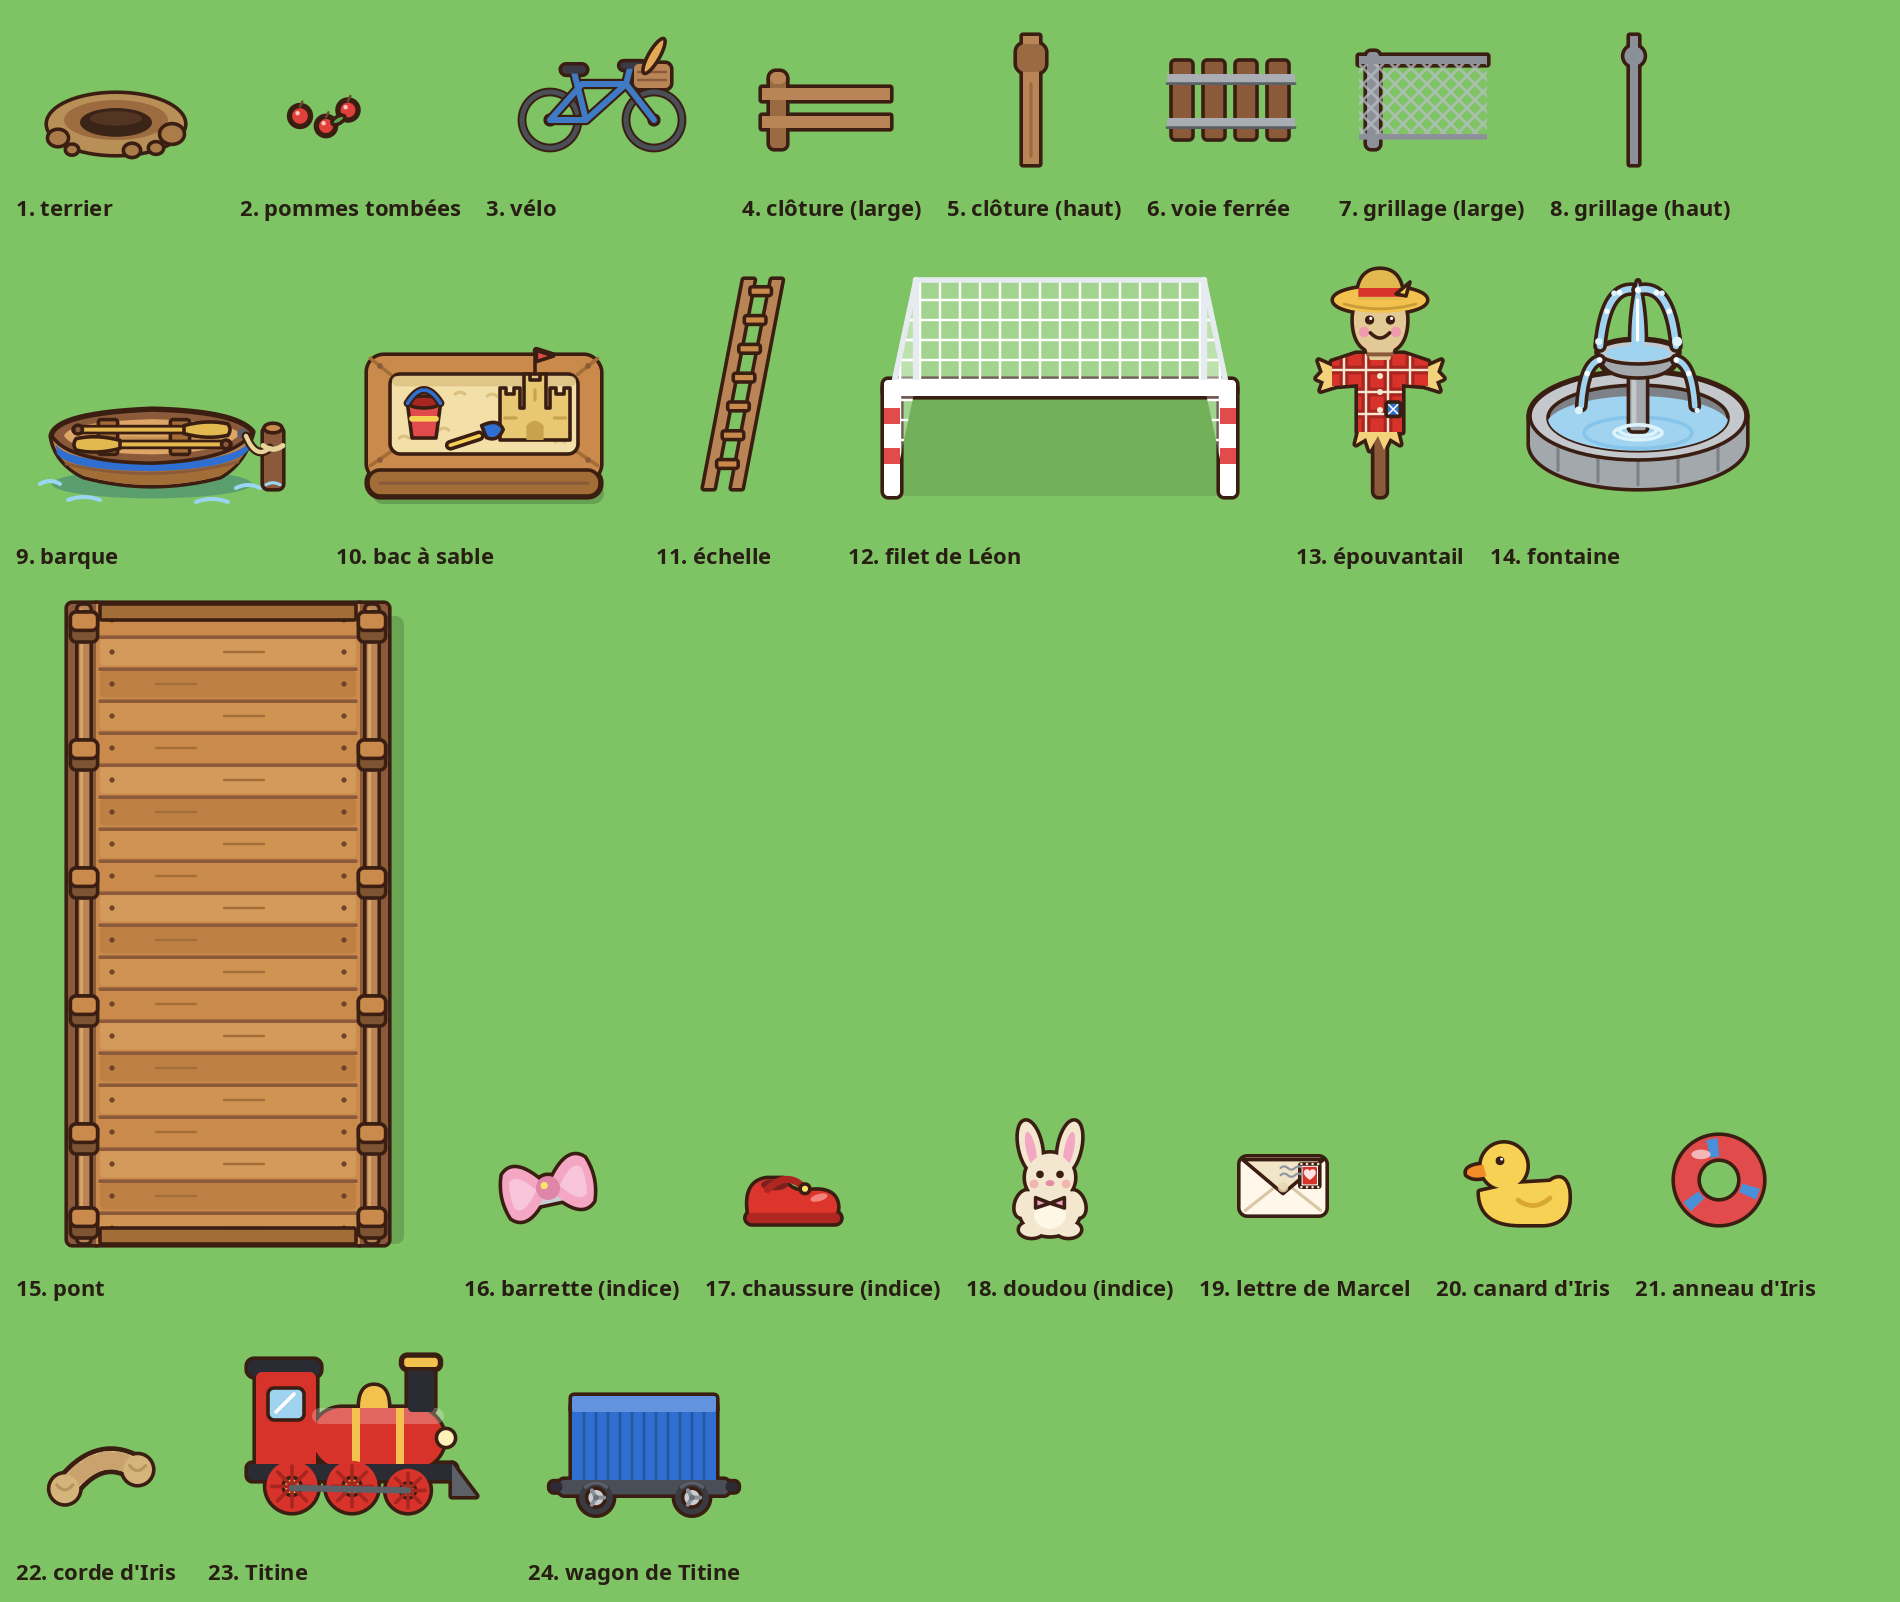 1. terrier
2. pommes tombées
3. vélo
4. clôture (large)
5. clôture (haut)
6. voie ferrée
7. grillage (large)
8. grillage (haut)
9. barque
10. bac à sable
11. échelle
12. filet de Léon
13. épouvantail
14. fontaine
15. pont
16. barrette (indice)
17. chaussure (indice)
18. doudou (indice)
19. lettre de Marcel
20. canard d'Iris
21. anneau d'Iris
22. corde d'Iris
23. Titine
24. wagon de Titine